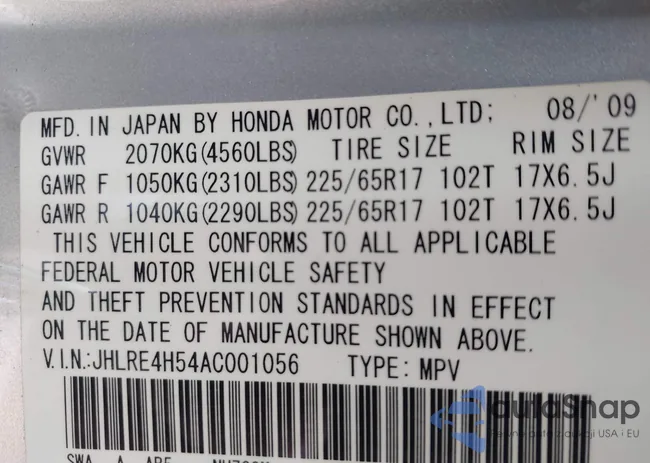 MFD. IN JAPAN BY HONDA MOTOR CO., LTD: 08/'09
GVWR 2070KG(4560LBS) TIRE SIZE RIM SIZE
GAWR F 1050KG(2310LBS) 225/65R17 102T 17X6.5J
GAWR R 1040KG(2290LBS) 225/65R17 102T 17X6.5J
THIS VEHICLE CONFORMS TO ALL APPLICABLE
FEDERAL MOTOR VEHICLE SAFETY
AND THEFT PREVENTION STANDARDS IN EFFECT
ON THE DATE OF MANUFACTURE SHOWN ABOVE.
V.I.N.:JHLRE4H54AC001056 TYPE: MPV
autaSnap